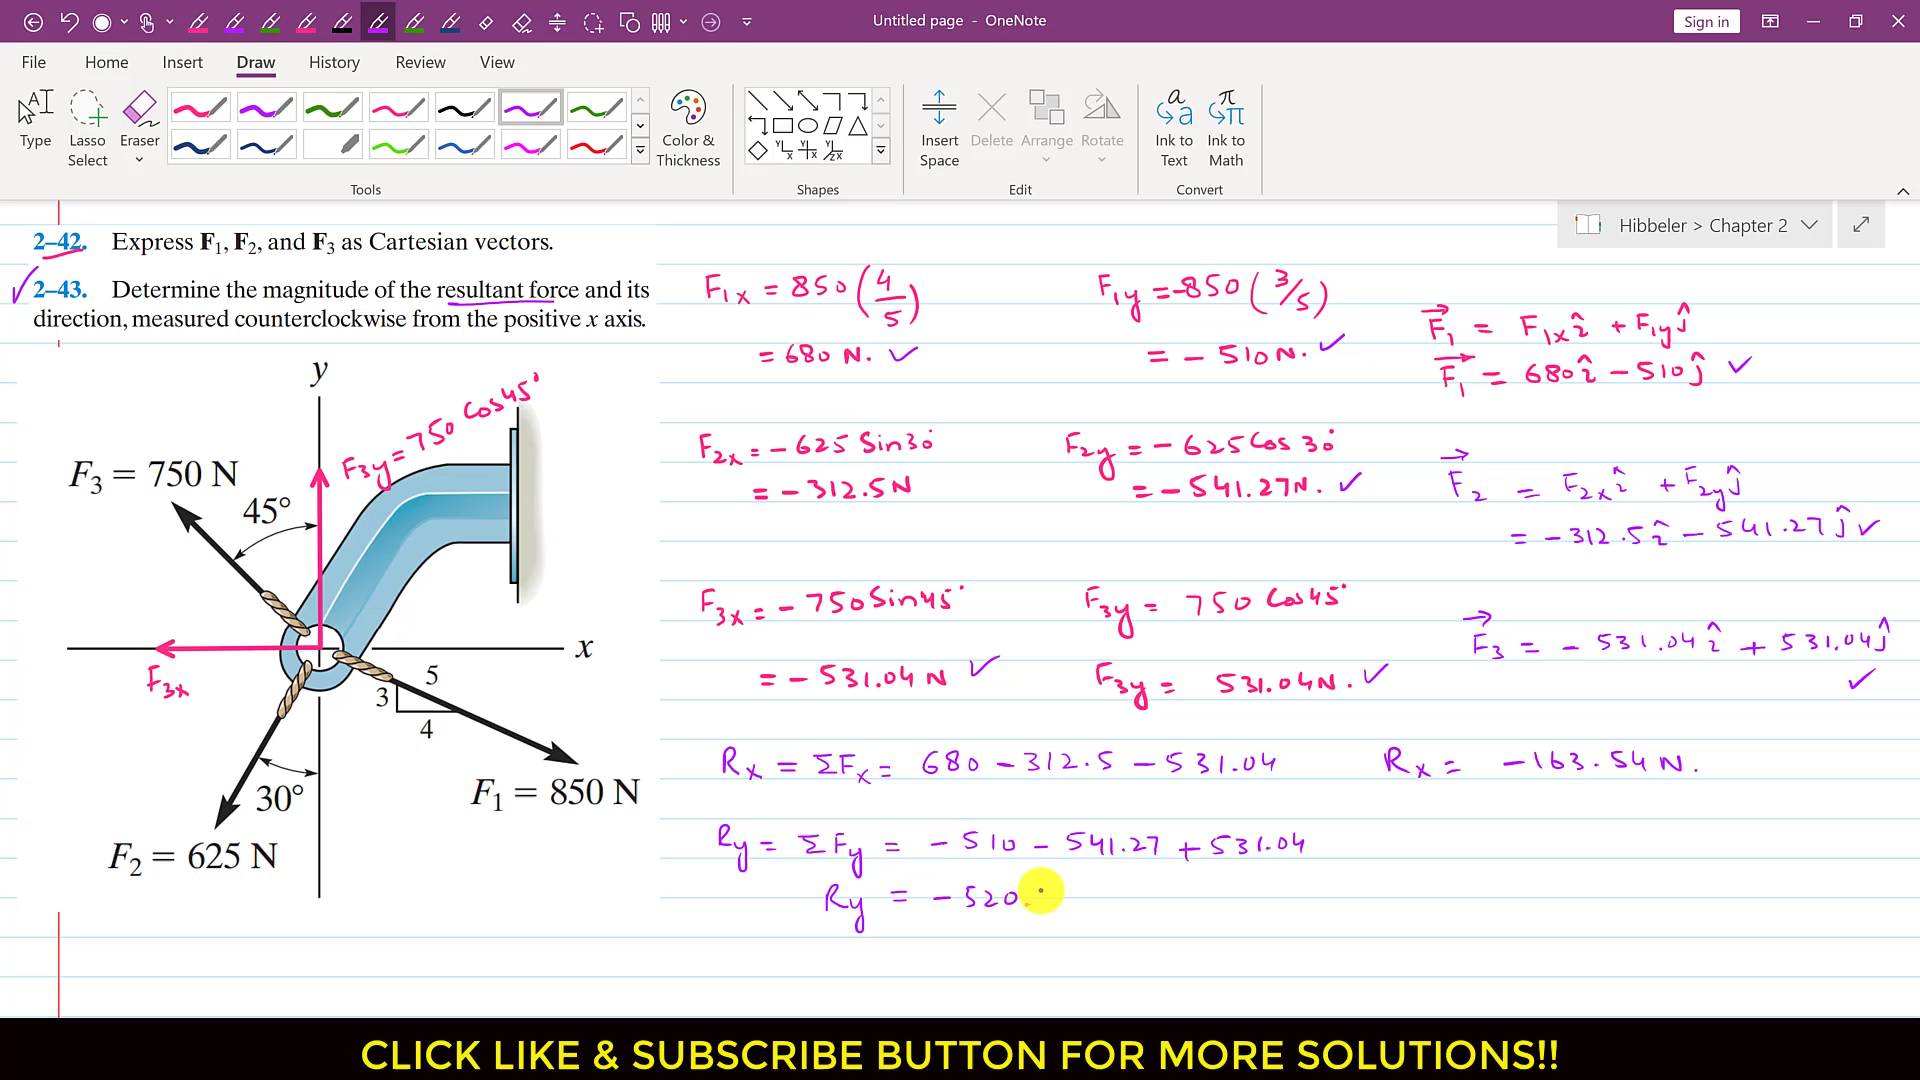 Untitled page - OneNote
Sign in
File Home Insert Draw History Review View
Type
Lasso Select
Eraser
Color & Thickness
Insert Space
Delete
Arrange
Rotate
Ink to Text
Ink to Math
Tools Shapes Edit Convert
Hibbeler > Chapter 2
2–42. Express F₁, F₂, and F₃ as Cartesian vectors.
2–43. Determine the magnitude of the resultant force and its
direction, measured counterclockwise from the positive x axis.
y
F₃y = 750 Cos45°
F₃ = 750 N
45°
x
F₃x
5
3
4
F₁ = 850 N
30°
F₂ = 625 N
F₁x = 850 (4/5)
= 680 N. ✓
F₁y = -850 (3/5)
= - 510N. ✓
F⃗₁ = F₁x î + F₁y ĵ
F⃗₁ = 680 î - 510 ĵ ✓
F₂x = - 625 Sin30°
= - 312.5 N
F₂y = - 625 Cos 30°
= - 541.27N. ✓
F⃗₂ = F₂x î + F₂y ĵ
= - 312.5 î - 541.27 ĵ ✓
F₃x = - 750 Sin45°
= - 531.04 N ✓
F₃y = 750 Cos45°
F₃y = 531.04N. ✓
F⃗₃ = - 531.04 î + 531.04 ĵ
✓
Rx = ΣFx = 680 - 312.5 - 531.04
Rx = - 163.54 N.
Ry = ΣFy = - 510 - 541.27 + 531.04
Ry = - 520.
CLICK LIKE & SUBSCRIBE BUTTON FOR MORE SOLUTIONS!!